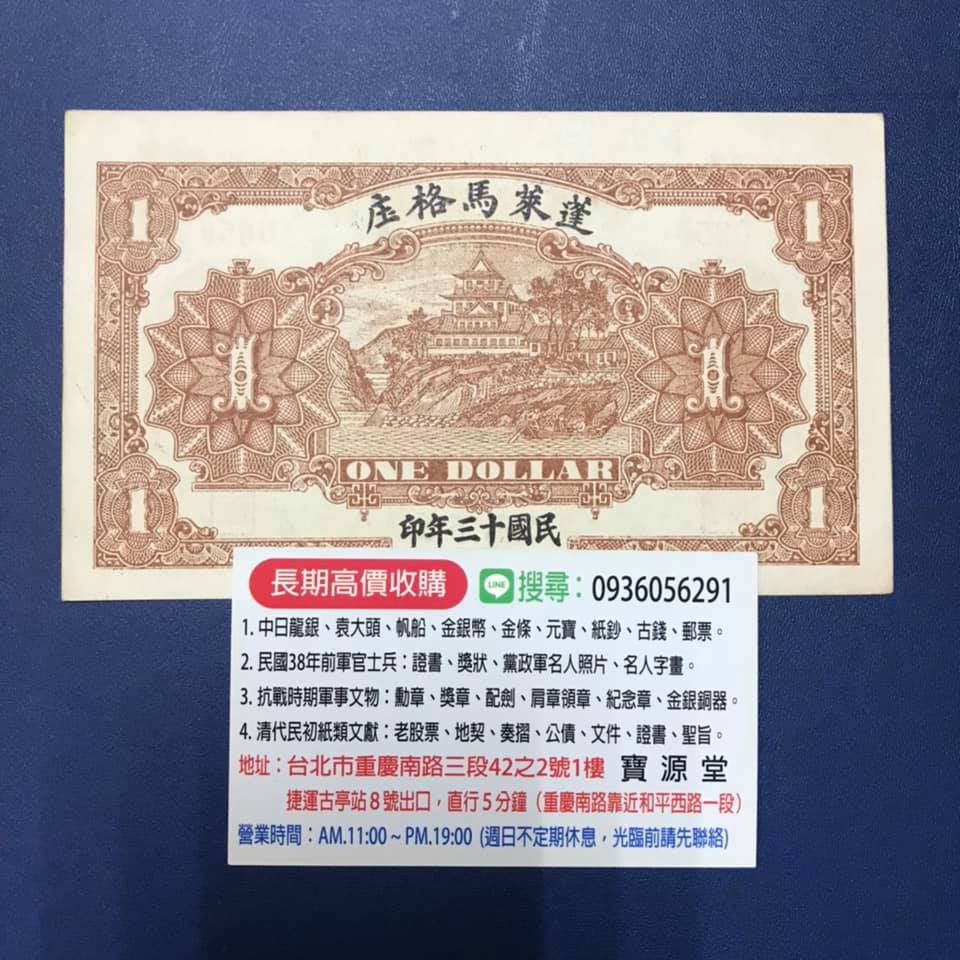 蓬萊馬格庄
1
1
1
1
ONE DOLLAR
1
1
民國十三年印
長期高價收購 LINE 搜尋：0936056291
1. 中日龍銀、袁大頭、帆船、金銀幣、金條、元寶、紙鈔、古錢、郵票。
2. 民國38年前軍官士兵：證書、獎狀、黨政軍名人照片、名人字畫。
3. 抗戰時期軍事文物：勳章、獎章、配劍、肩章領章、紀念章、金銀銅器。
4. 清代民初紙類文獻：老股票、地契、奏摺、公債、文件、證書、聖旨。
地址：台北市重慶南路三段42之2號1樓 寶源堂
捷運古亭站8號出口，直行5分鐘（重慶南路靠近和平西路一段）
營業時間：AM.11:00 ~ PM.19:00 (週日不定期休息，光臨前請先聯絡)